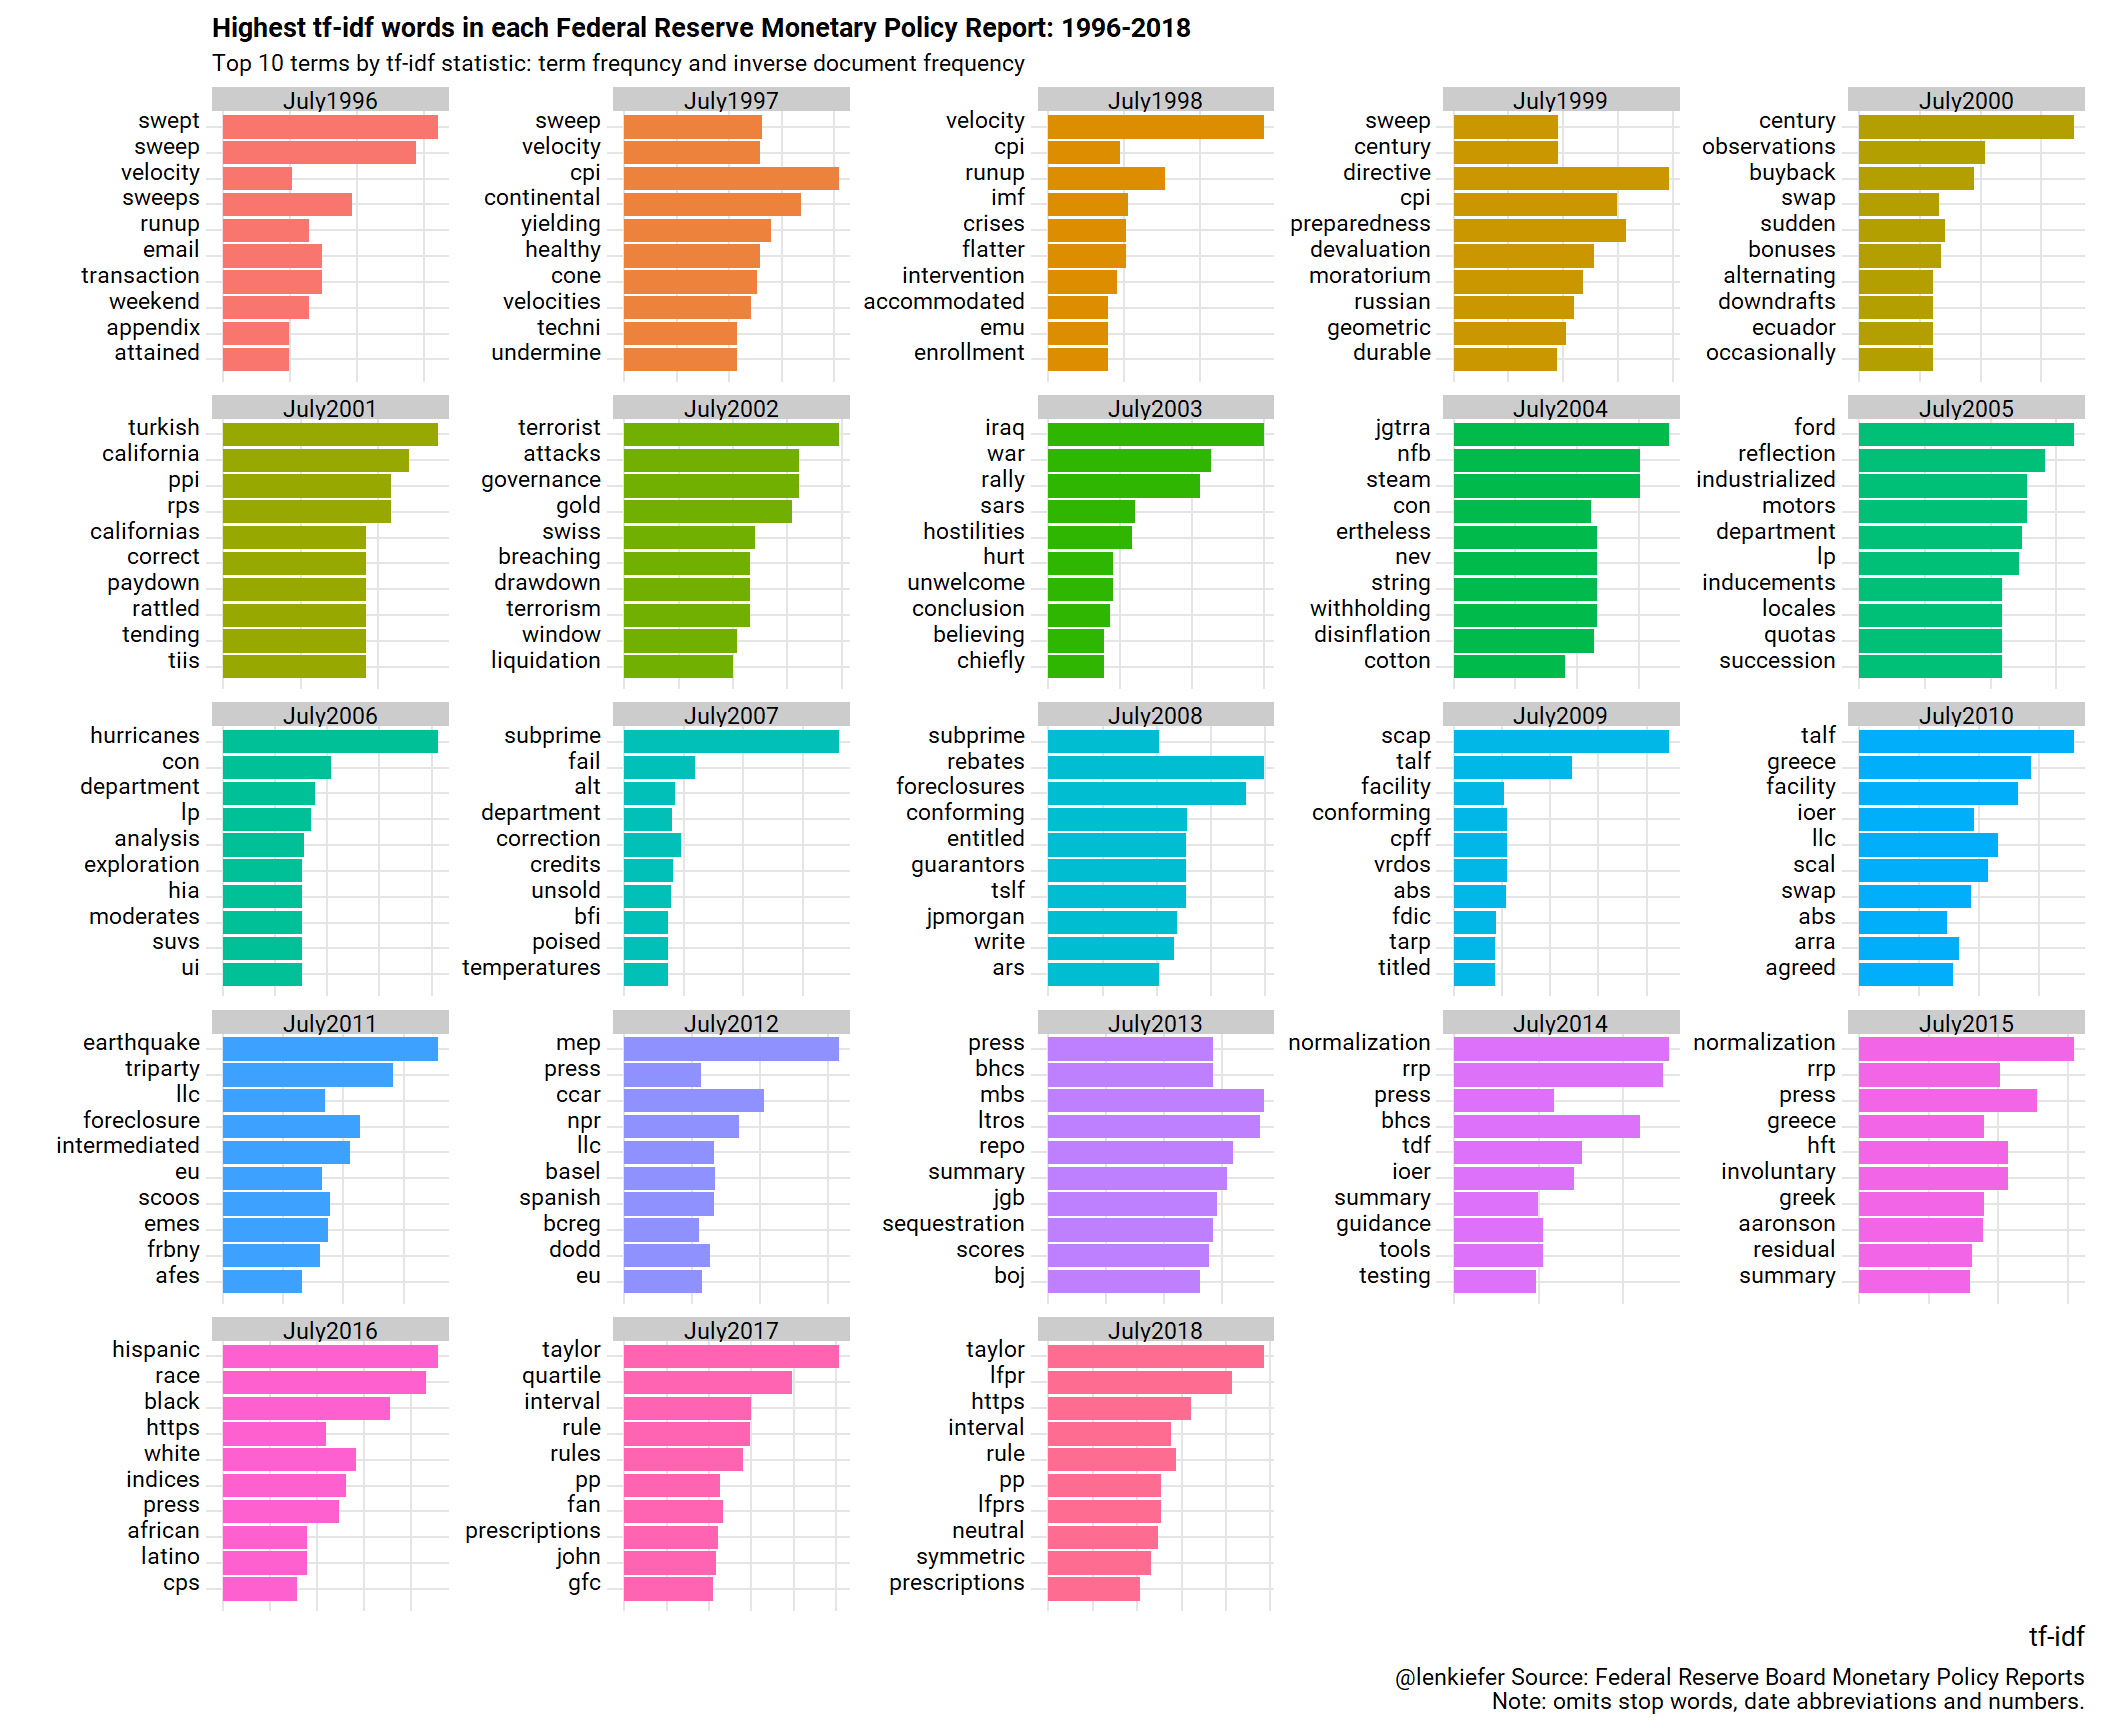 Highest tf-idf words in each Federal Reserve Monetary Policy Report: 1996-2018
Top 10 terms by tf-idf statistic: term frequncy and inverse document frequency
July1996
swept
sweep
velocity
sweeps
runup
email
transaction
weekend
appendix
attained
July1997
sweep
velocity
cpi
continental
yielding
healthy
cone
velocities
techni
undermine
July1998
velocity
cpi
runup
imf
crises
flatter
intervention
accommodated
emu
enrollment
July1999
sweep
century
directive
cpi
preparedness
devaluation
moratorium
russian
geometric
durable
July2000
century
observations
buyback
swap
sudden
bonuses
alternating
downdrafts
ecuador
occasionally
July2001
turkish
california
ppi
rps
californias
correct
paydown
rattled
tending
tiis
July2002
terrorist
attacks
governance
gold
swiss
breaching
drawdown
terrorism
window
liquidation
July2003
iraq
war
rally
sars
hostilities
hurt
unwelcome
conclusion
believing
chiefly
July2004
jgtrra
nfb
steam
con
ertheless
nev
string
withholding
disinflation
cotton
July2005
ford
reflection
industrialized
motors
department
lp
inducements
locales
quotas
succession
July2006
hurricanes
con
department
lp
analysis
exploration
hia
moderates
suvs
ui
July2007
subprime
fail
alt
department
correction
credits
unsold
bfi
poised
temperatures
July2008
subprime
rebates
foreclosures
conforming
entitled
guarantors
tslf
jpmorgan
write
ars
July2009
scap
talf
facility
conforming
cpff
vrdos
abs
fdic
tarp
titled
July2010
talf
greece
facility
ioer
llc
scal
swap
abs
arra
agreed
July2011
earthquake
triparty
llc
foreclosure
intermediated
eu
scoos
emes
frbny
afes
July2012
mep
press
ccar
npr
llc
basel
spanish
bcreg
dodd
eu
July2013
press
bhcs
mbs
ltros
repo
summary
jgb
sequestration
scores
boj
July2014
normalization
rrp
press
bhcs
tdf
ioer
summary
guidance
tools
testing
July2015
normalization
rrp
press
greece
hft
involuntary
greek
aaronson
residual
summary
July2016
hispanic
race
black
https
white
indices
press
african
latino
cps
July2017
taylor
quartile
interval
rule
rules
pp
fan
prescriptions
john
gfc
July2018
taylor
lfpr
https
interval
rule
pp
lfprs
neutral
symmetric
prescriptions
tf-idf
@lenkiefer Source: Federal Reserve Board Monetary Policy Reports
Note: omits stop words, date abbreviations and numbers.